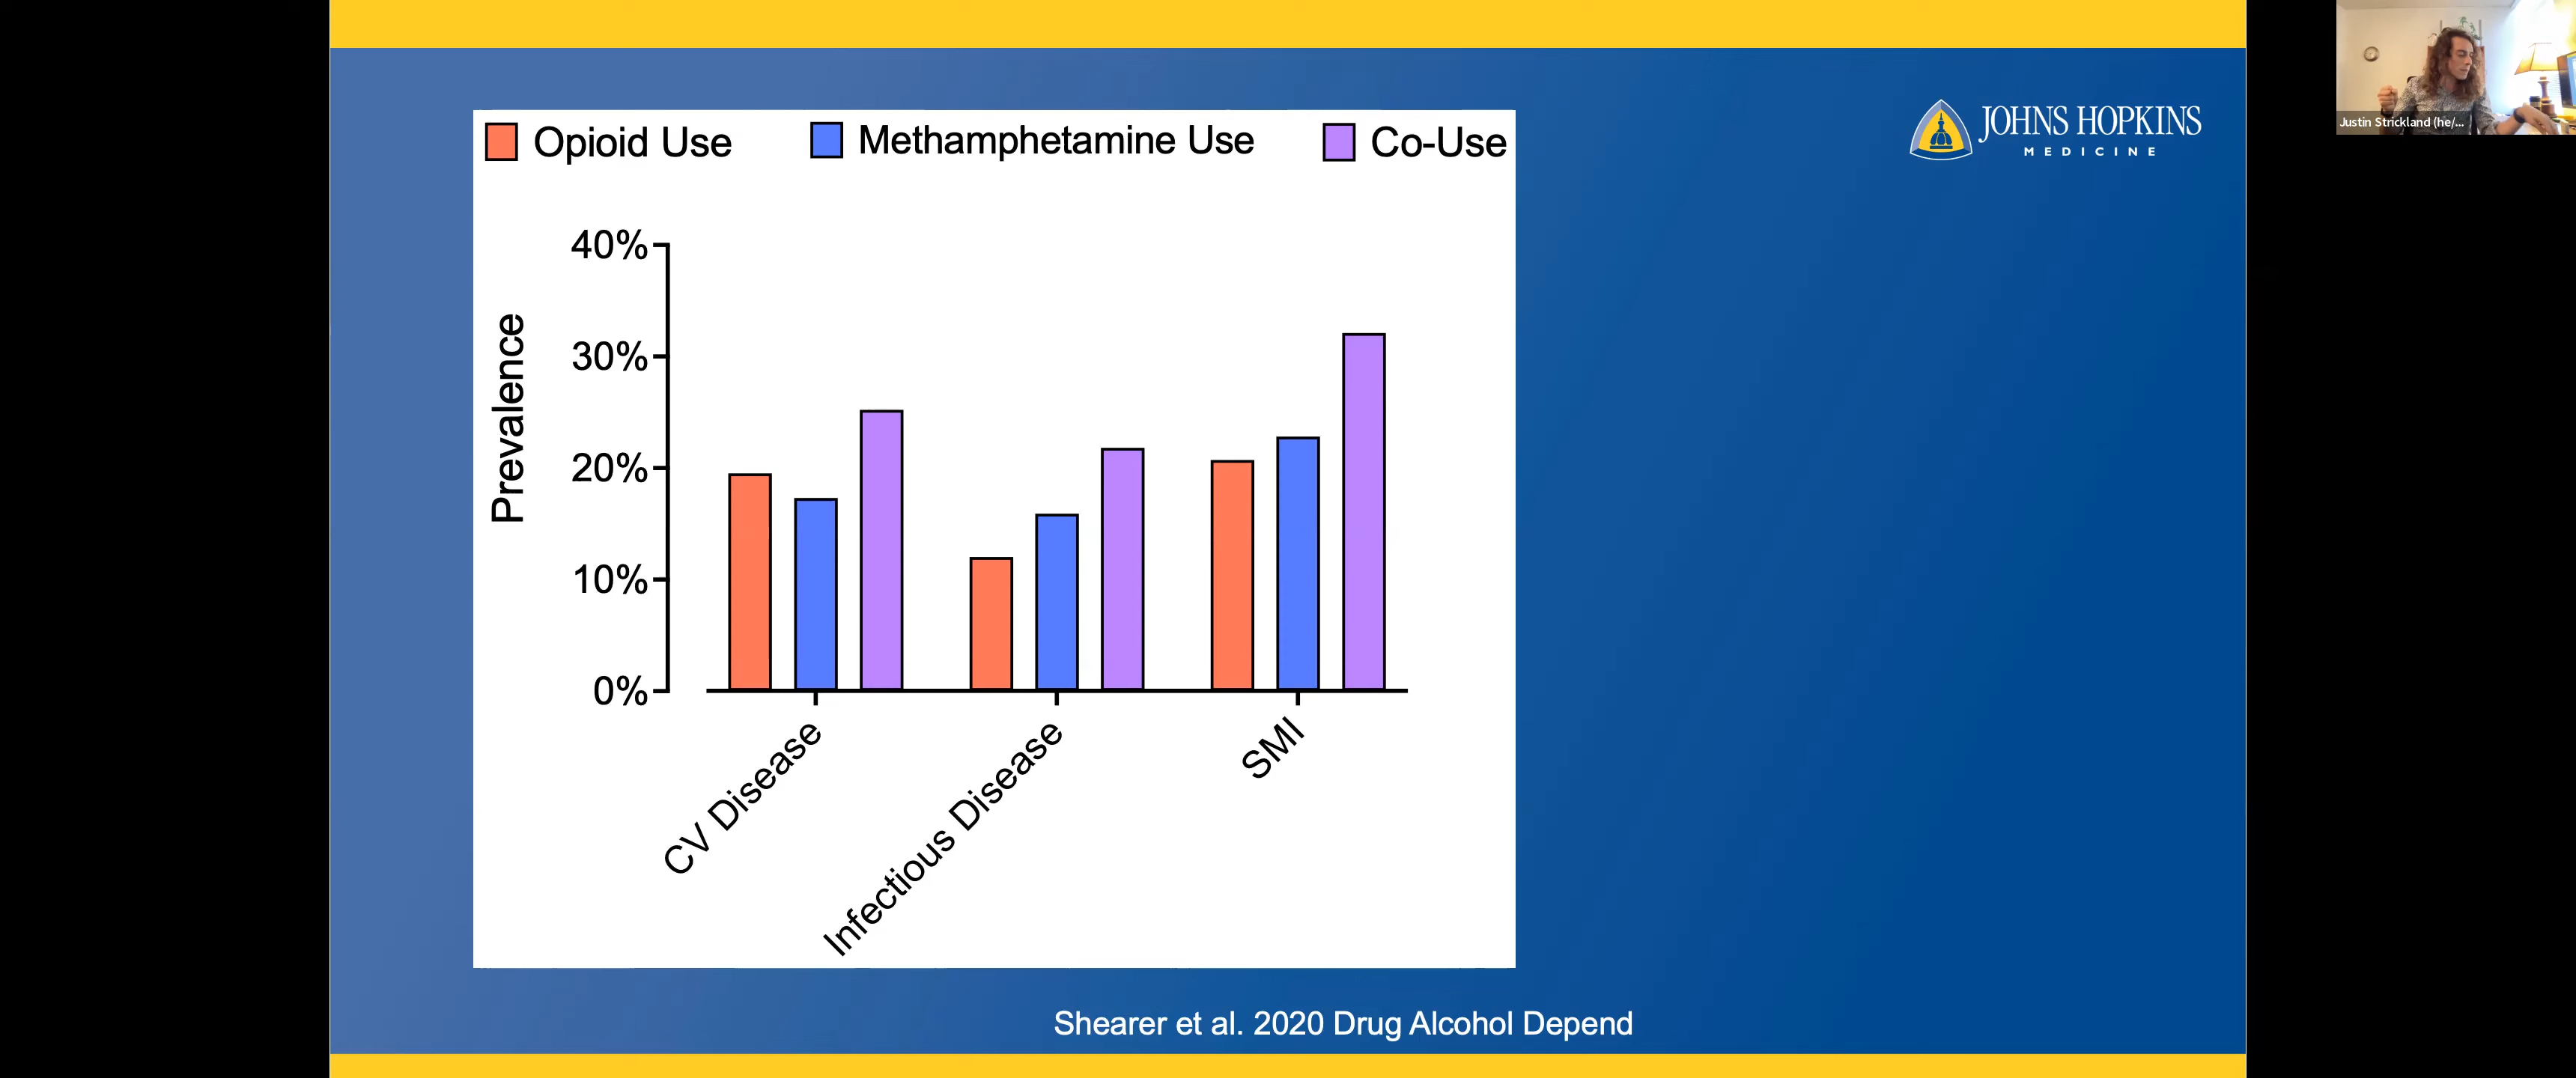 Opioid Use
Methamphetamine Use
Co-Use
JOHNS HOPKINS
MEDICINE
Justin Strickland (he/...
Prevalence
40%
30%
20%
10%
0%
CV Disease
Infectious Disease
SMI
Shearer et al. 2020 Drug Alcohol Depend